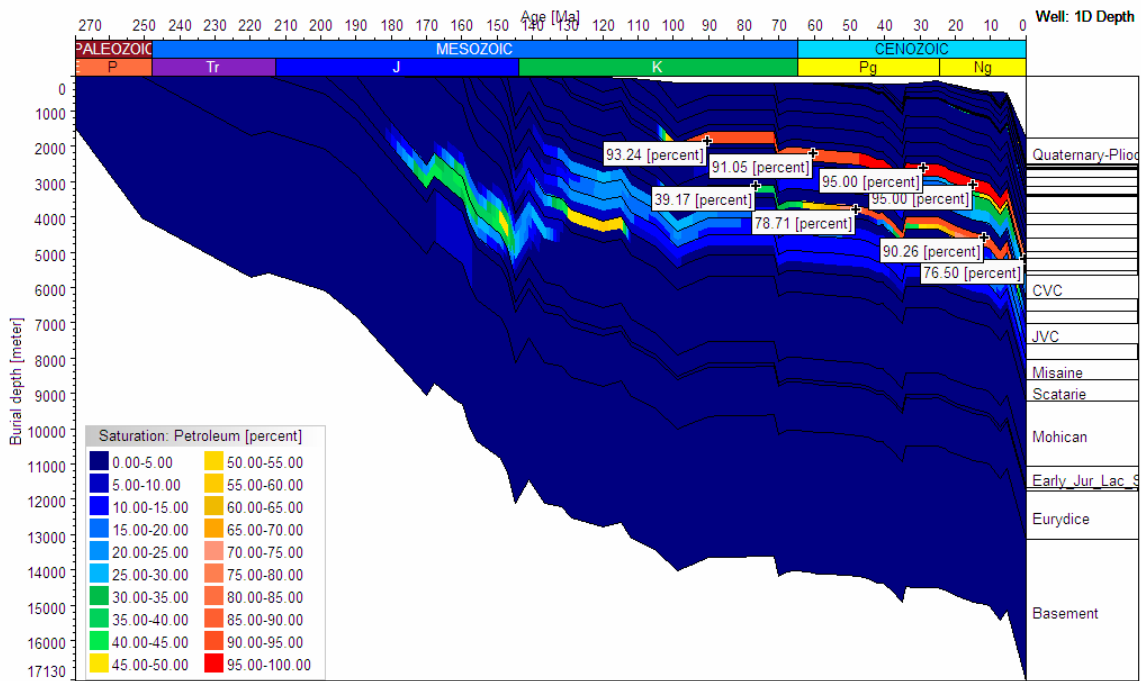 Age [Ma]
Well: 1D Depth
250 240 230 220 210 200 190 180 170 160 150 140 130 120 110 100 90 80 70 60 50 40 30 20 10 0
PALEOZOIC MESOZOIC CENOZOIC
P Tr J K Pg Ng
Burial depth [meter]
0
1000
2000
3000
4000
5000
6000
7000
8000
9000
10000
11000
12000
13000
14000
15000
16000
17130
93.24 [percent]
91.05 [percent]
95.00 [percent]
95.00 [percent]
39.17 [percent]
78.71 [percent]
90.26 [percent]
76.50 [percent]
Quaternary-Plioc
CVC
JVC
Misaine
Scatarie
Mohican
Early_Jur_Lac_S
Eurydice
Basement
Saturation: Petroleum [percent]
0.00-5.00 50.00-55.00
5.00-10.00 55.00-60.00
10.00-15.00 60.00-65.00
15.00-20.00 65.00-70.00
20.00-25.00 70.00-75.00
25.00-30.00 75.00-80.00
30.00-35.00 80.00-85.00
35.00-40.00 85.00-90.00
40.00-45.00 90.00-95.00
45.00-50.00 95.00-100.00